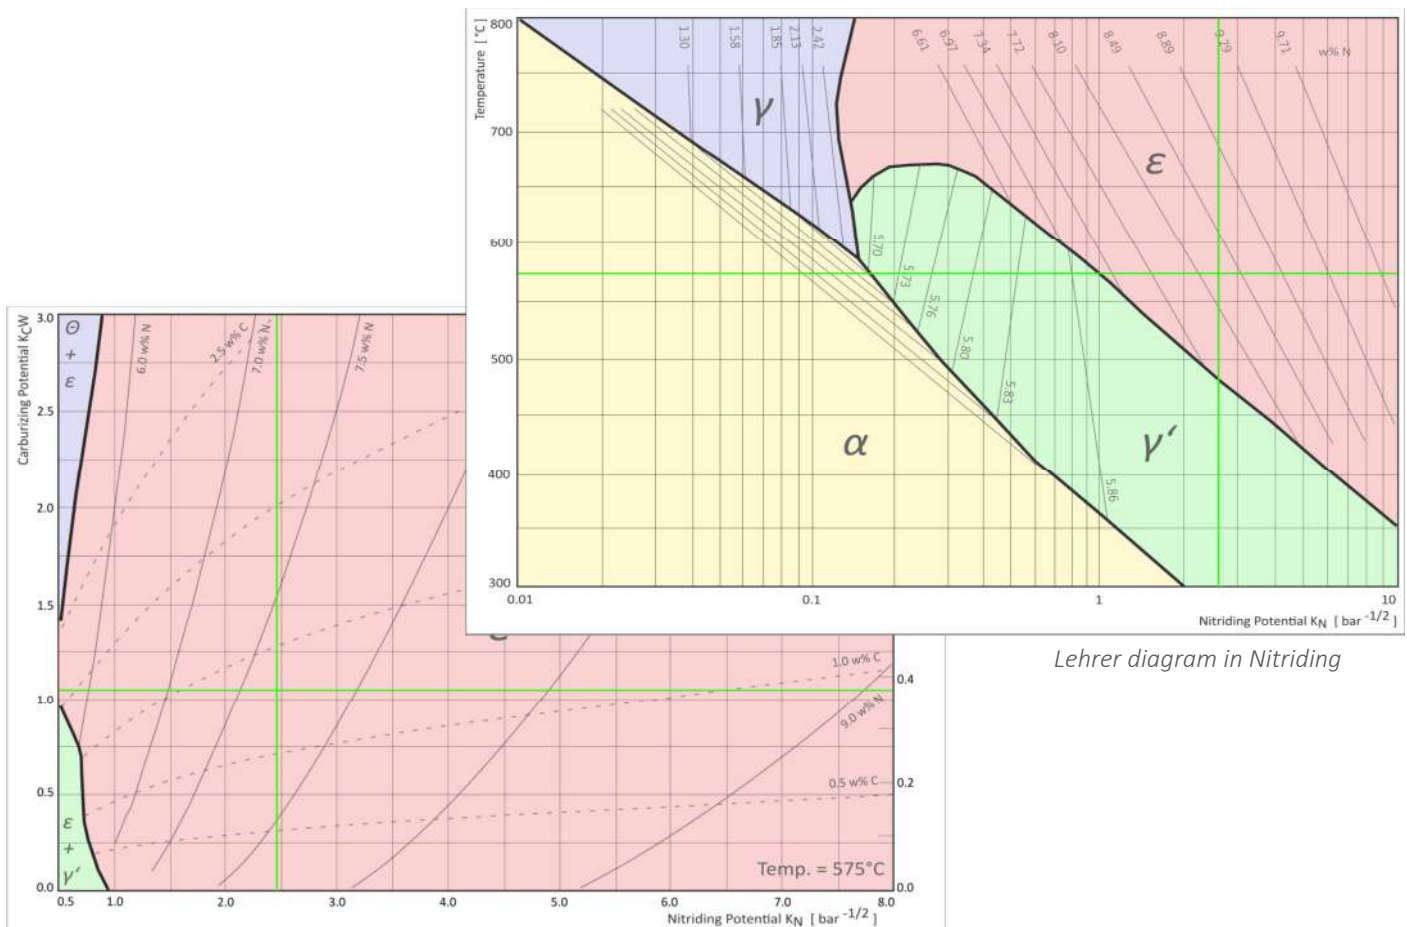 Temperature [°C]
800
700
600
500
400
300
1.30
1.58
1.85
2.13
2.42
6.61
6.97
7.34
7.72
8.10
8.49
8.89
9.29
9.71
w% N
γ
ε
α
γ‘
5.70
5.73
5.76
5.80
5.83
5.86
0.01
0.1
1
10
Nitriding Potential KN [ bar -1/2 ]
Lehrer diagram in Nitriding
Carburizing Potential KCW
3.0
2.5
2.0
1.5
1.0
0.5
0.0
Θ
+
ε
6.0 w% N
2.5 w% C
7.0 w% N
7.5 w% N
1.0 w% C
9.0 w% N
0.5 w% C
0.4
0.2
0.0
ε
+
γ'
Temp. = 575°C
0.5
1.0
2.0
3.0
4.0
5.0
6.0
7.0
8.0
Nitriding Potential KN [ bar -1/2 ]